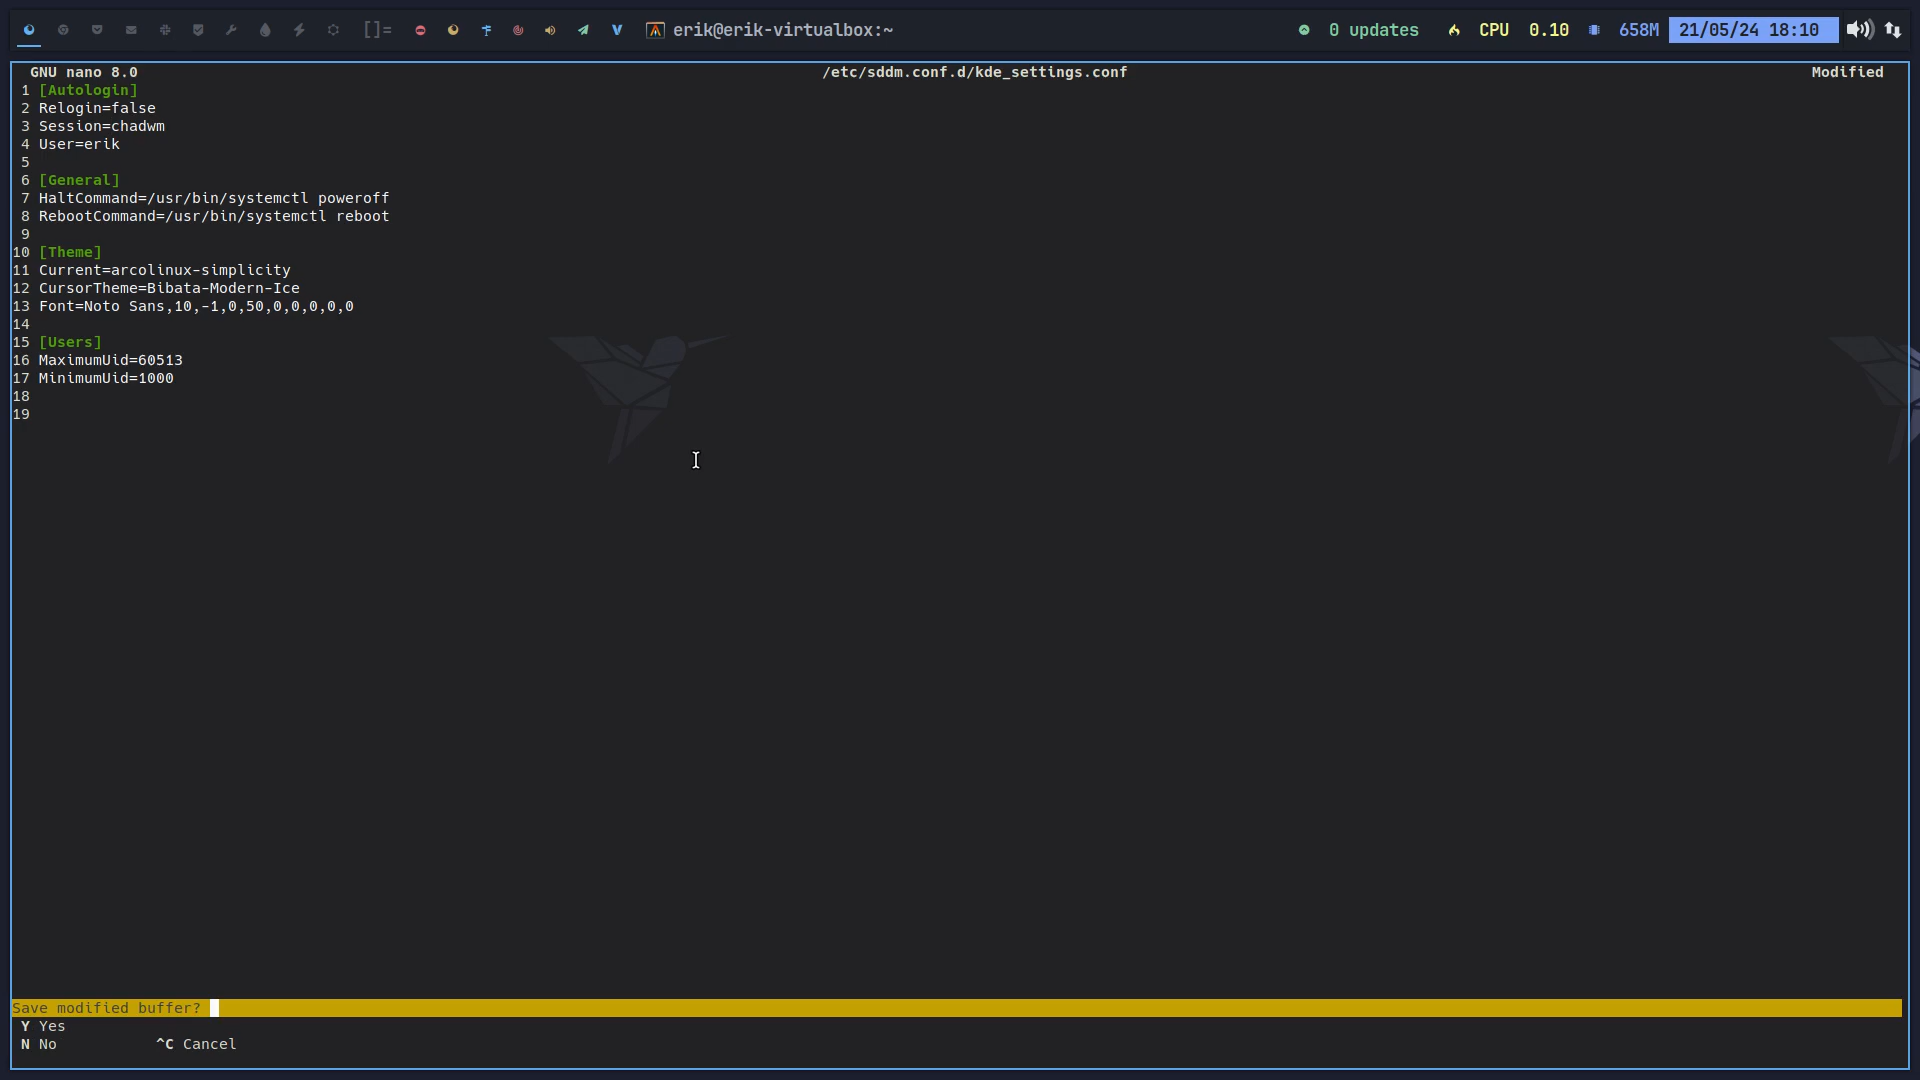 []= V erik@erik-virtualbox:~ 0 updates CPU 0.10 658M 21/05/24 18:10
GNU nano 8.0 /etc/sddm.conf.d/kde_settings.conf Modified
1 [Autologin]
2 Relogin=false
3 Session=chadwm
4 User=erik
5
6 [General]
7 HaltCommand=/usr/bin/systemctl poweroff
8 RebootCommand=/usr/bin/systemctl reboot
9
10 [Theme]
11 Current=arcolinux-simplicity
12 CursorTheme=Bibata-Modern-Ice
13 Font=Noto Sans,10,-1,0,50,0,0,0,0,0
14
15 [Users]
16 MaximumUid=60513
17 MinimumUid=1000
18
19
Save modified buffer?
Y Yes
N No ^C Cancel